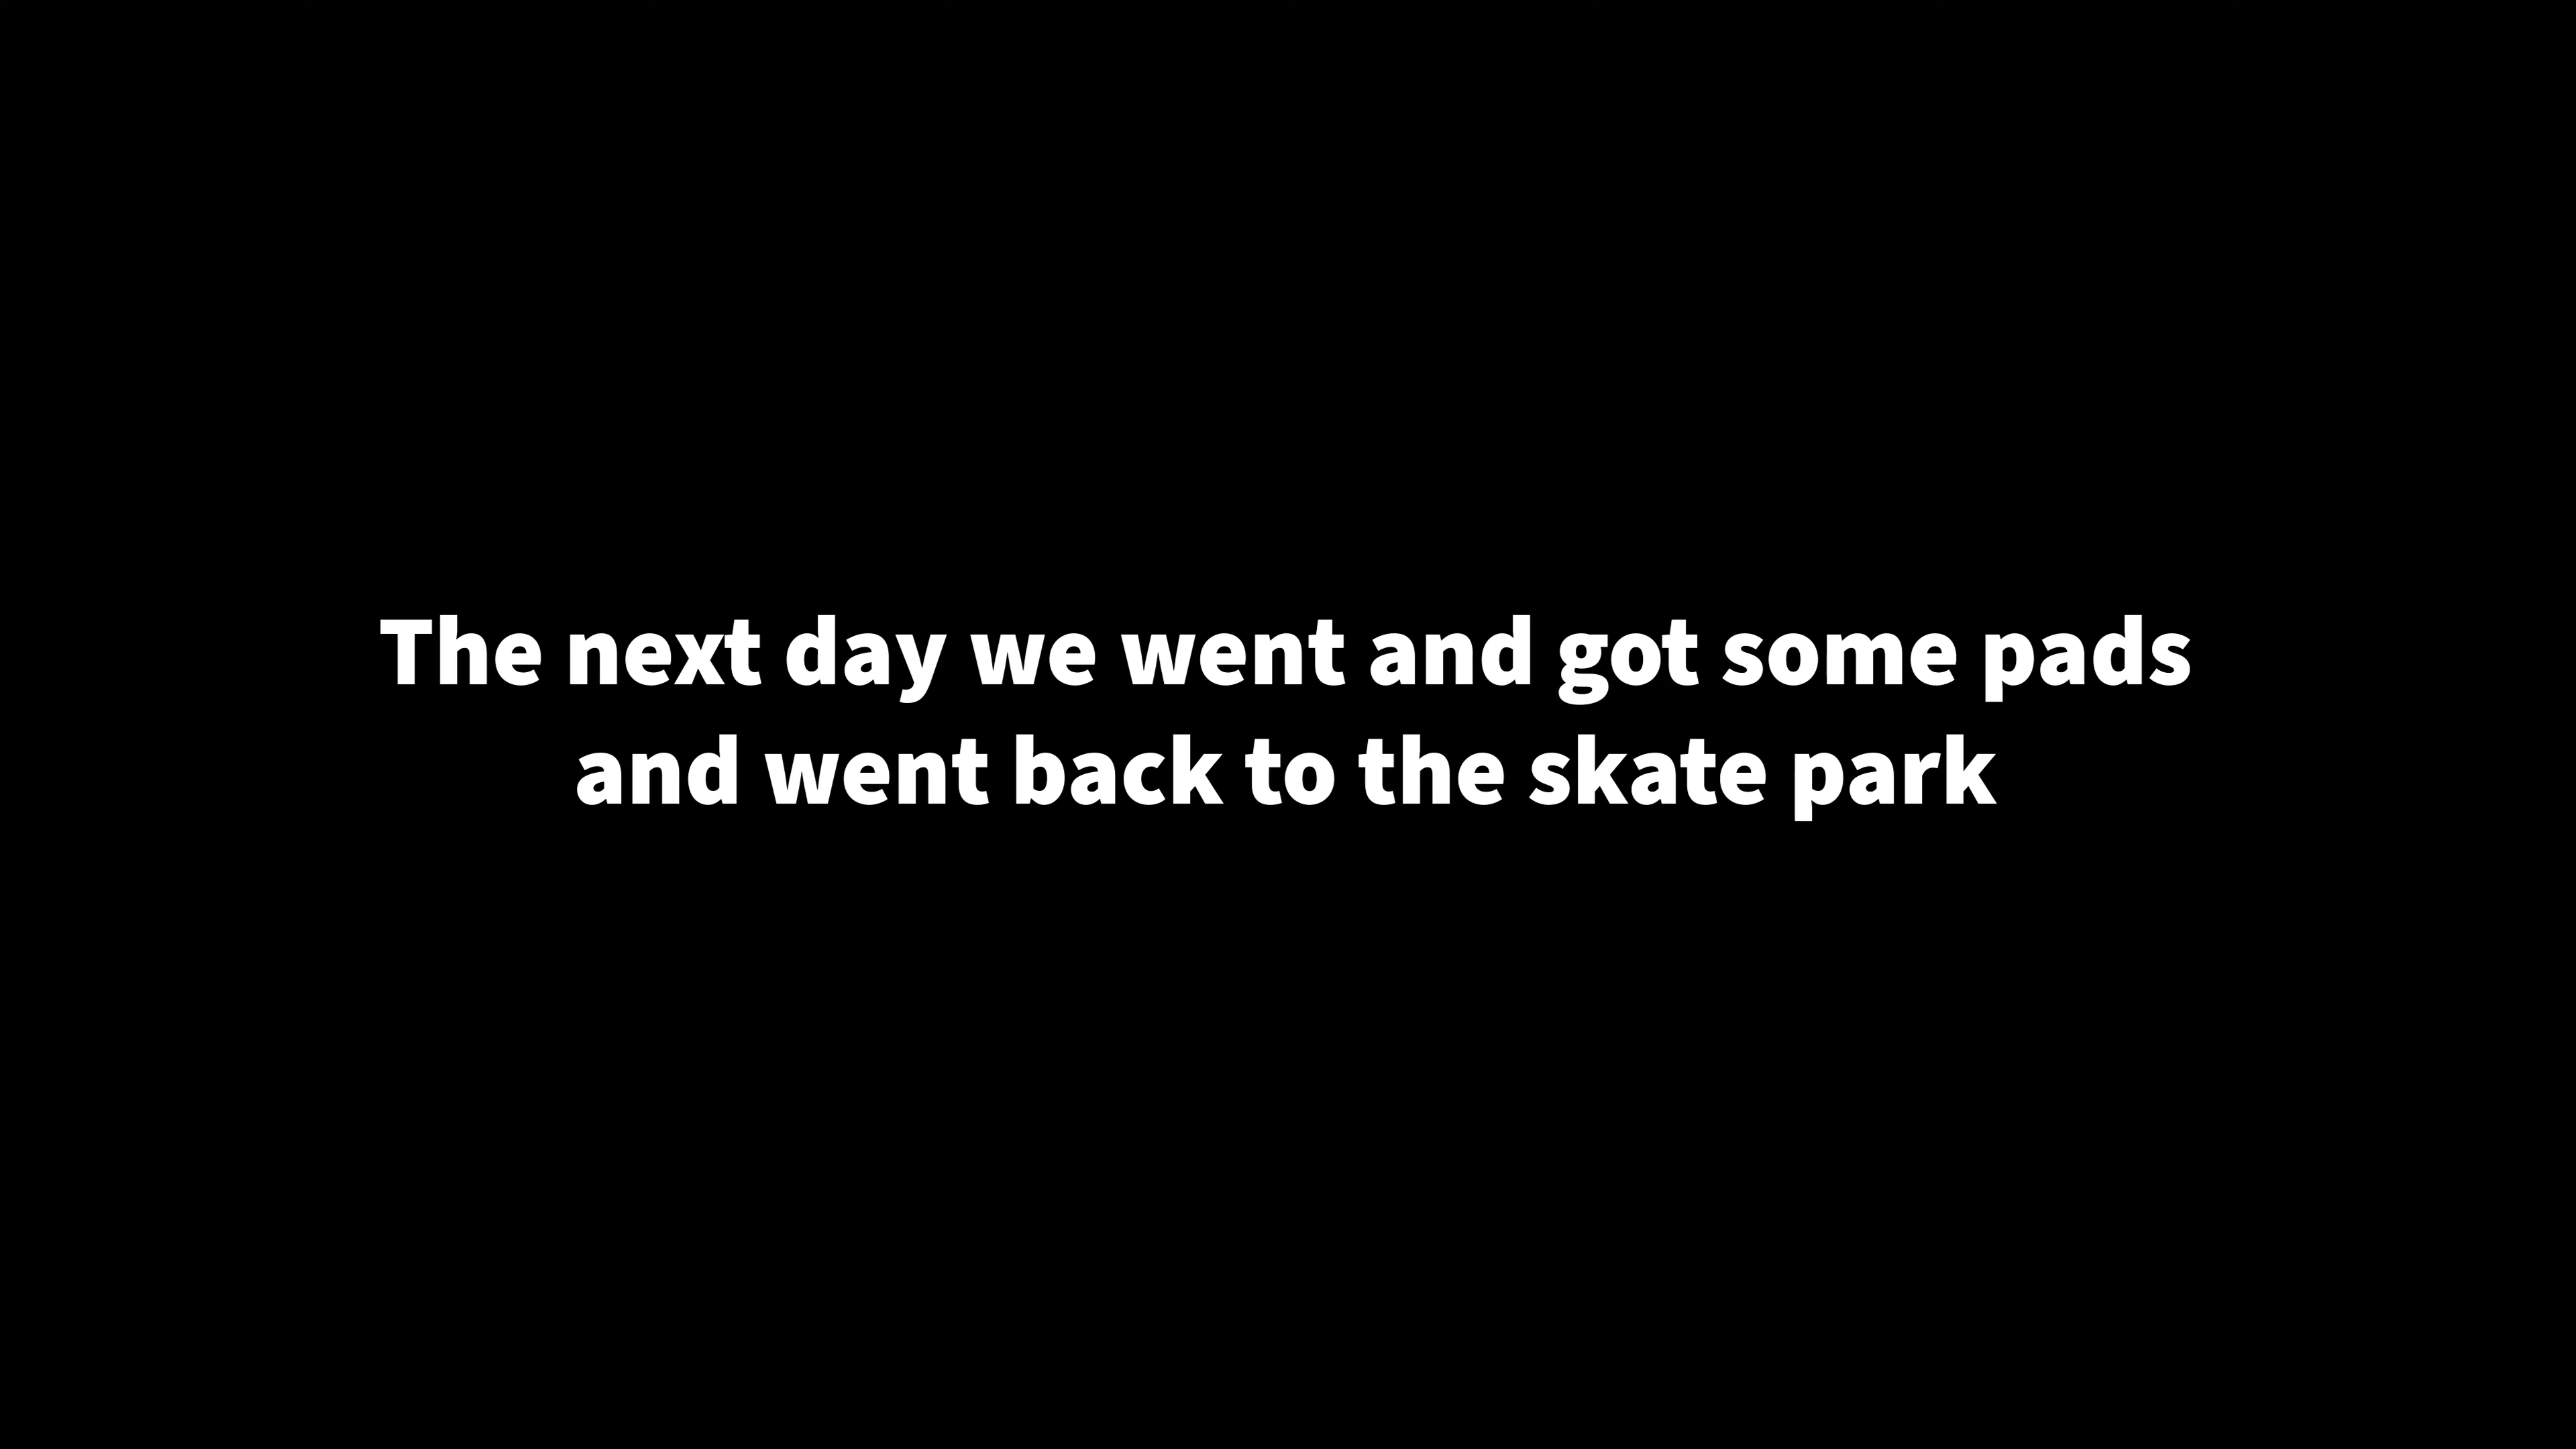 The next day we went and got some pads
and went back to the skate park